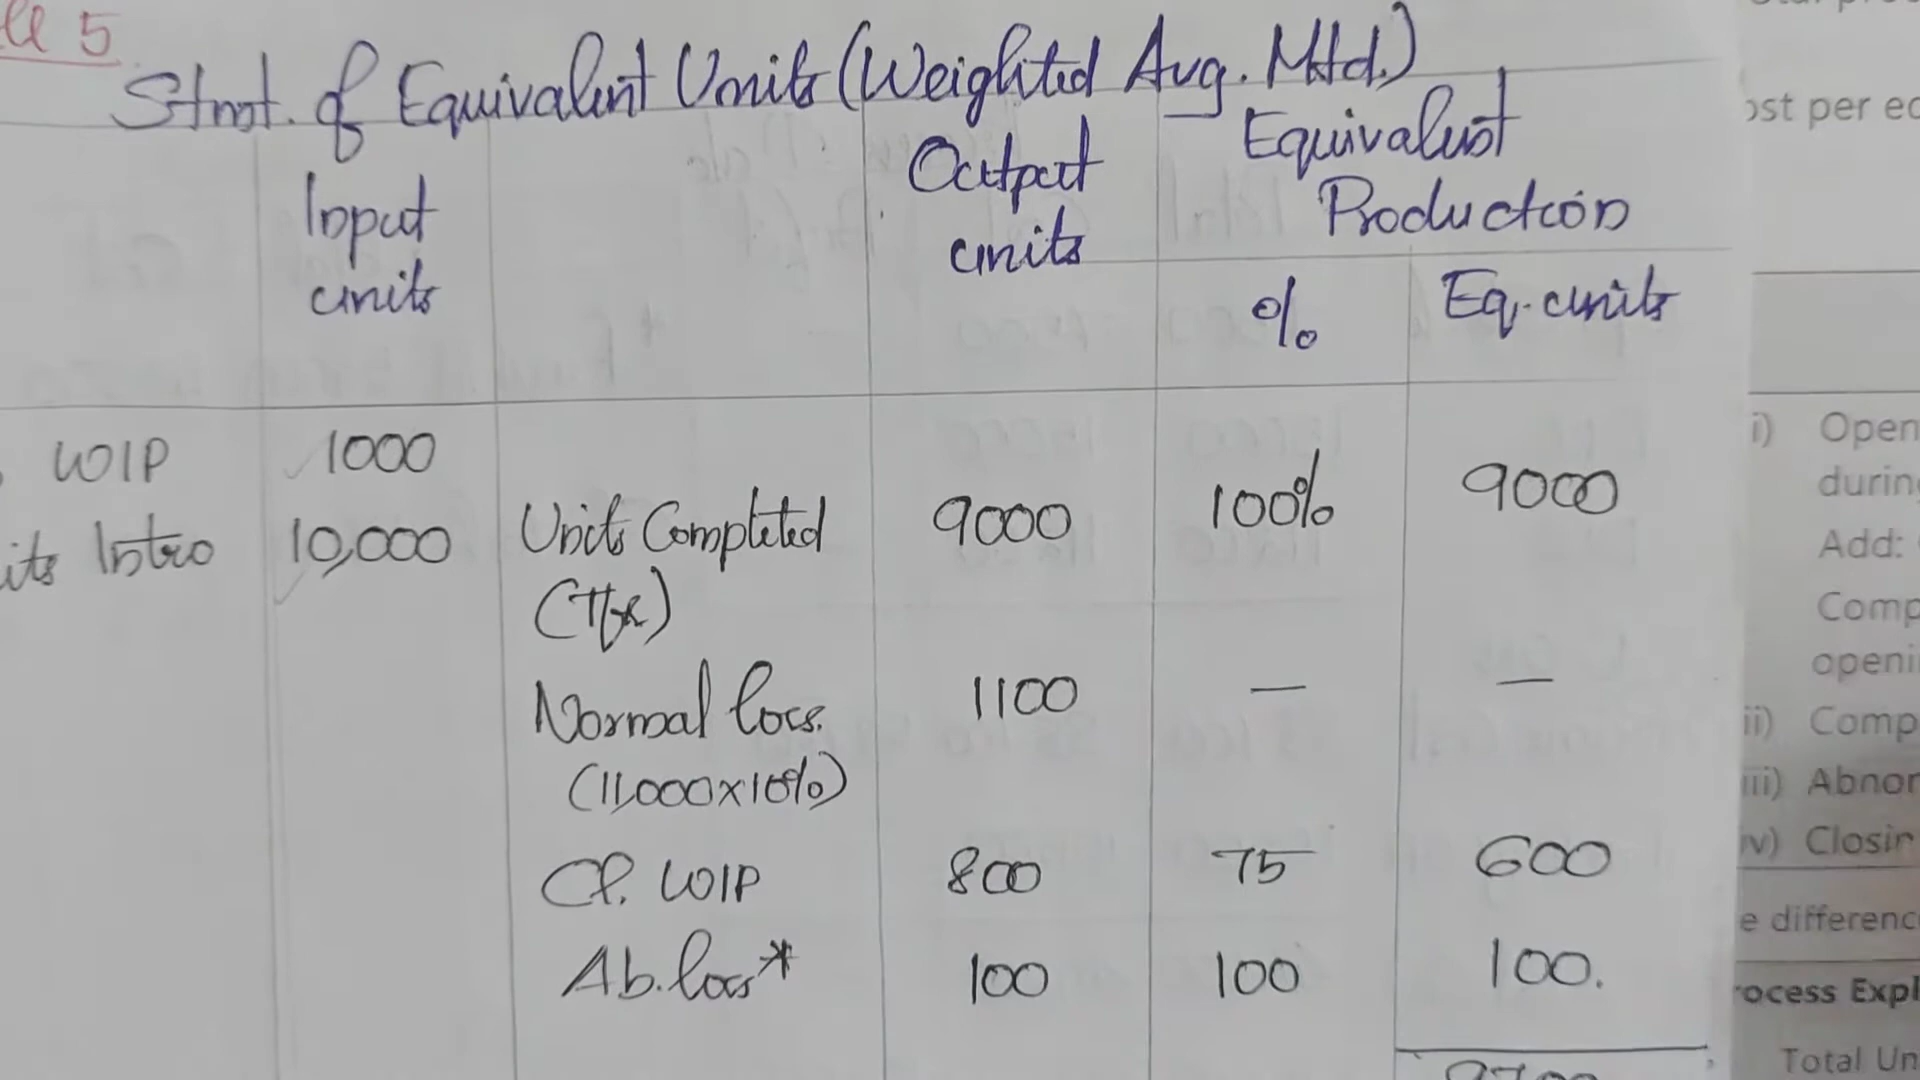 5
Stmt. of Equivalent Units (Weighted Avg. Mtd.)
Input units
Output units
Equivalent Production
%
Eq. units
WIP 1000
Intro 10,000 Units Completed 9000 100% 9000
(Tfr)
Normal loss. 1100 — —
(11,000x10%)
Cl. WIP 800 75 600
Ab. loss* 100 100 100.
9700
ost per
i) Open
during
Add:
Comp
openi
ii) Comp
iii) Abnor
iv) Closin
e differenc
rocess Expl
Total Un